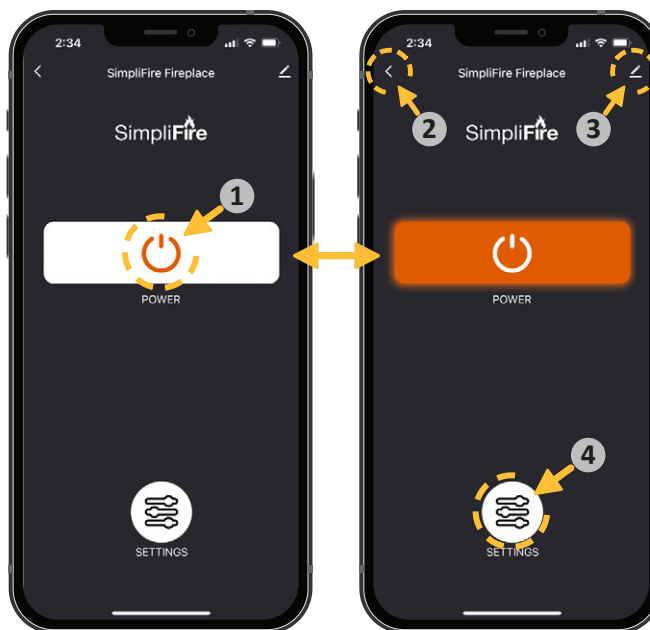 2:34
SimpliFire Fireplace
SimpliFire
1
POWER
SETTINGS
2:34
SimpliFire Fireplace
2
3
SimpliFire
POWER
4
SETTINGS